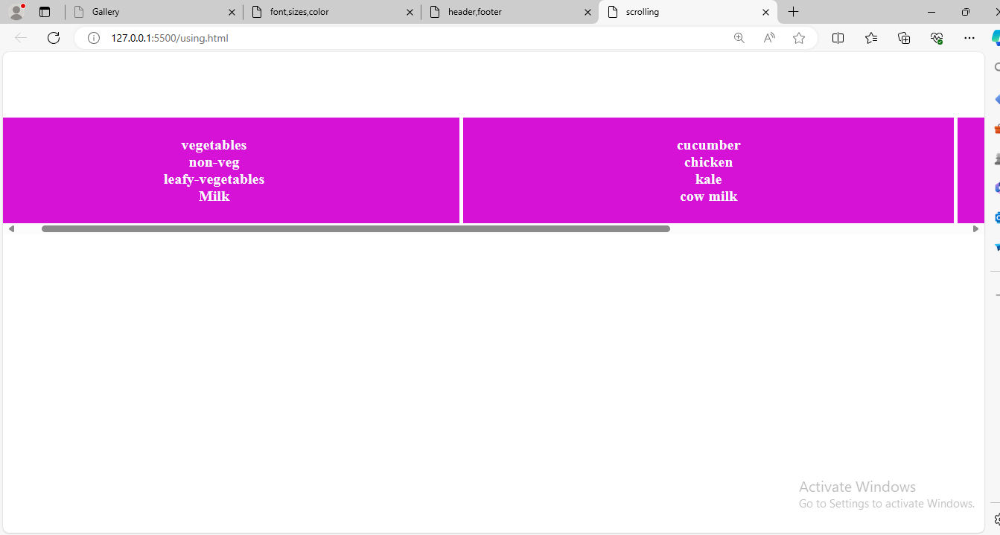 Gallery
font,sizes,color
header,footer
scrolling
127.0.0.1:5500/using.html
vegetables
non-veg
leafy-vegetables
Milk
cucumber
chicken
kale
cow milk
Activate Windows
Go to Settings to activate Windows.